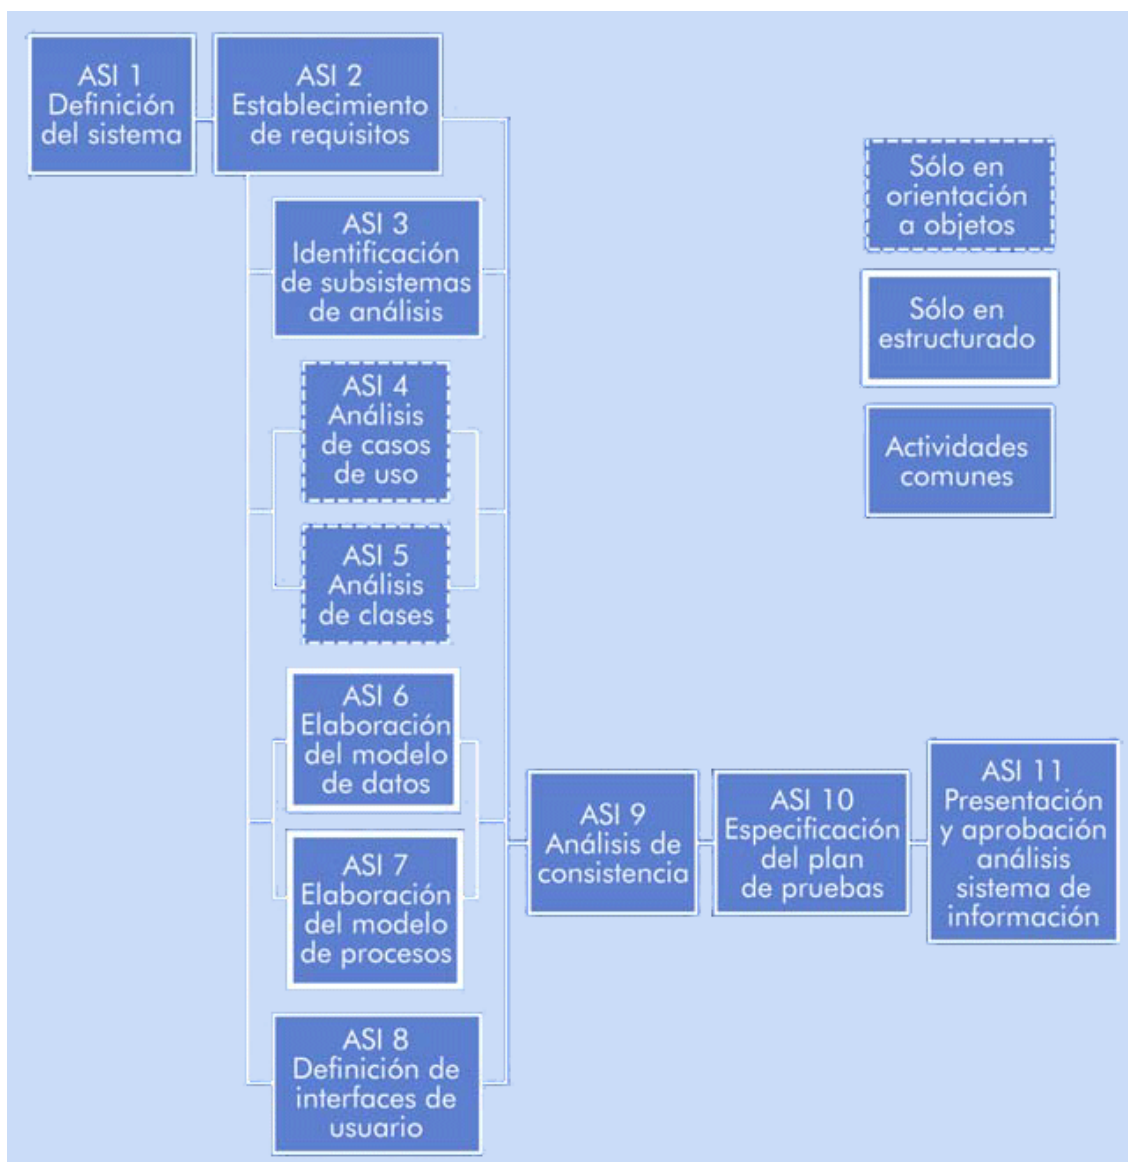 ASI 1
Definición
del sistema
ASI 2
Establecimiento
de requisitos
ASI 3
Identificación
de subsistemas
de análisis
ASI 4
Análisis
de casos
de uso
ASI 5
Análisis
de clases
ASI 6
Elaboración
del modelo
de datos
ASI 7
Elaboración
del modelo
de procesos
ASI 8
Definición de
interfaces de
usuario
ASI 9
Análisis de
consistencia
ASI 10
Especificación
del plan
de pruebas
ASI 11
Presentación
y aprobación
análisis
sistema de
información
Sólo en
orientación
a objetos
Sólo en
estructurado
Actividades
comunes